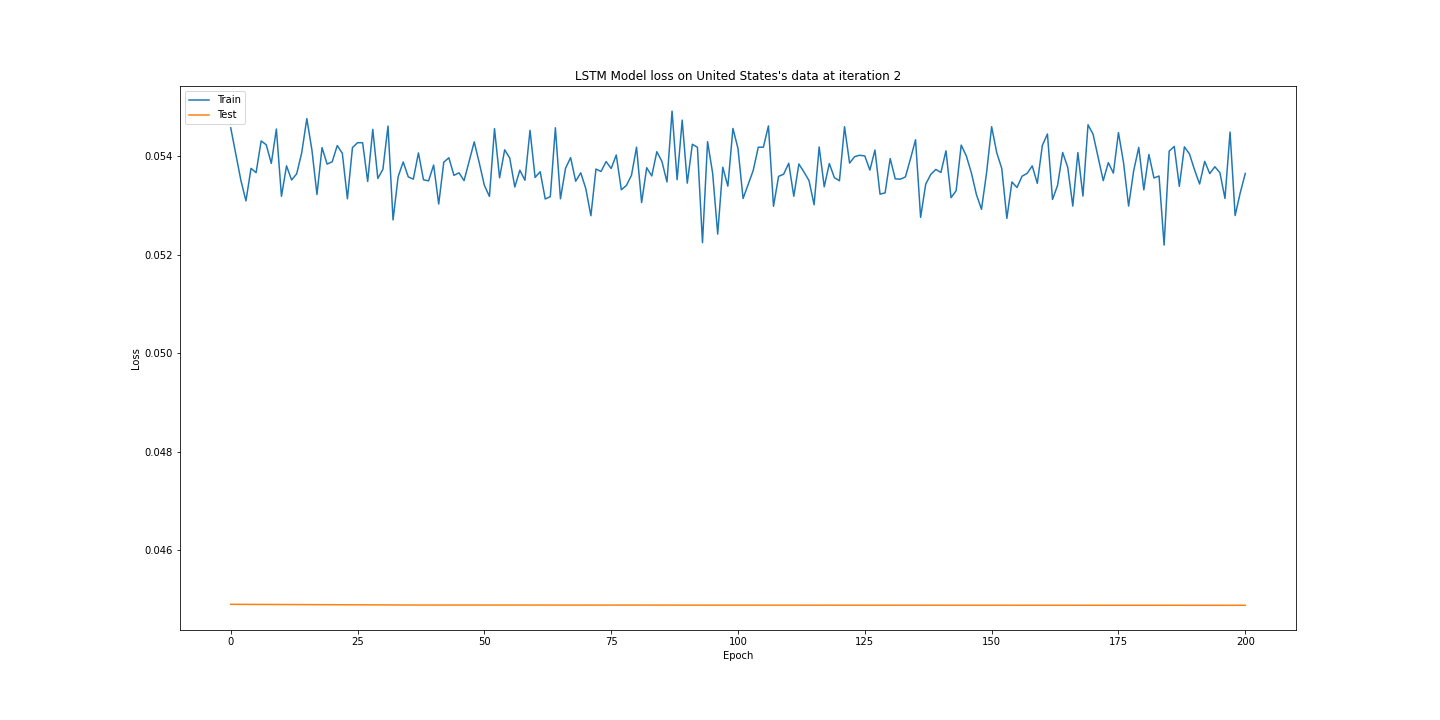 LSTM Model loss on United States's data at iteration 2
Train
Test
0.054
0.052
0.050
0.048
0.046
Loss
0 25 50 75 100 125 150 175 200
Epoch